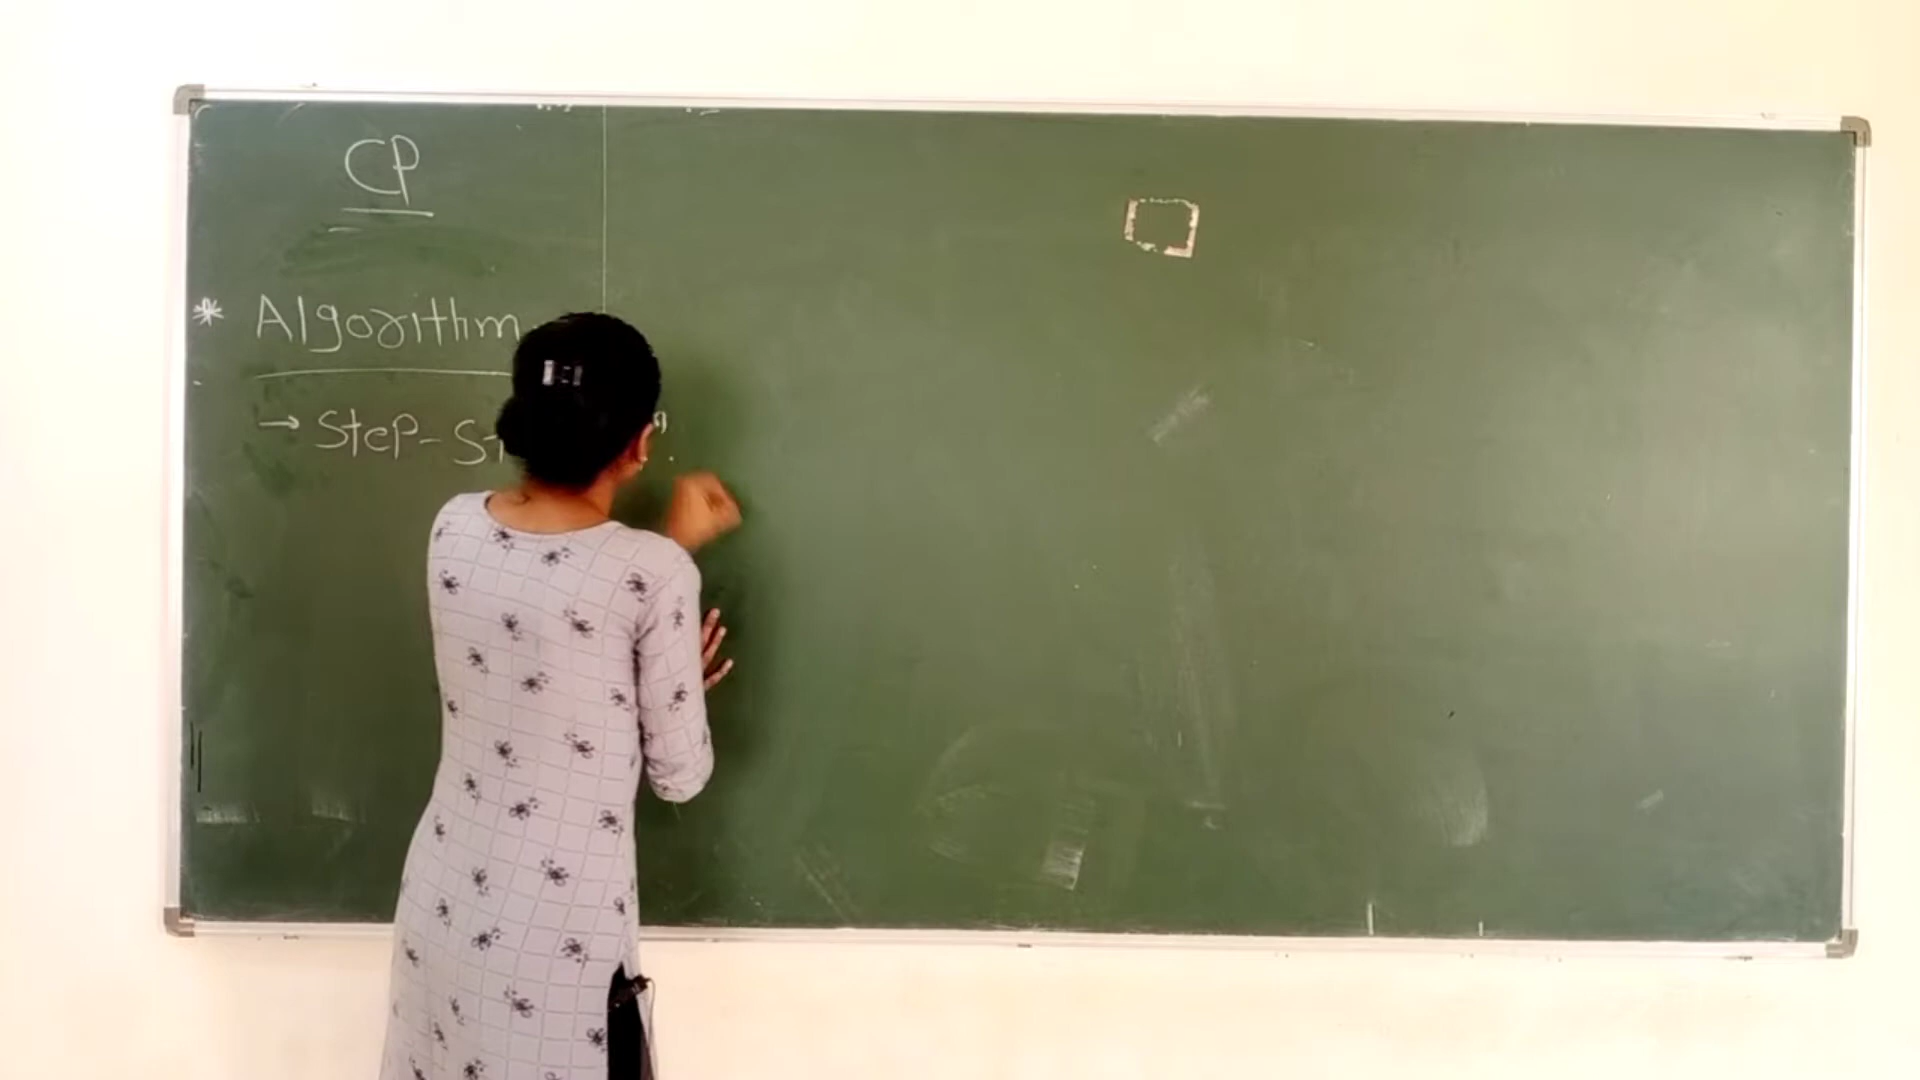 CP
* Algorithm
→ Step-